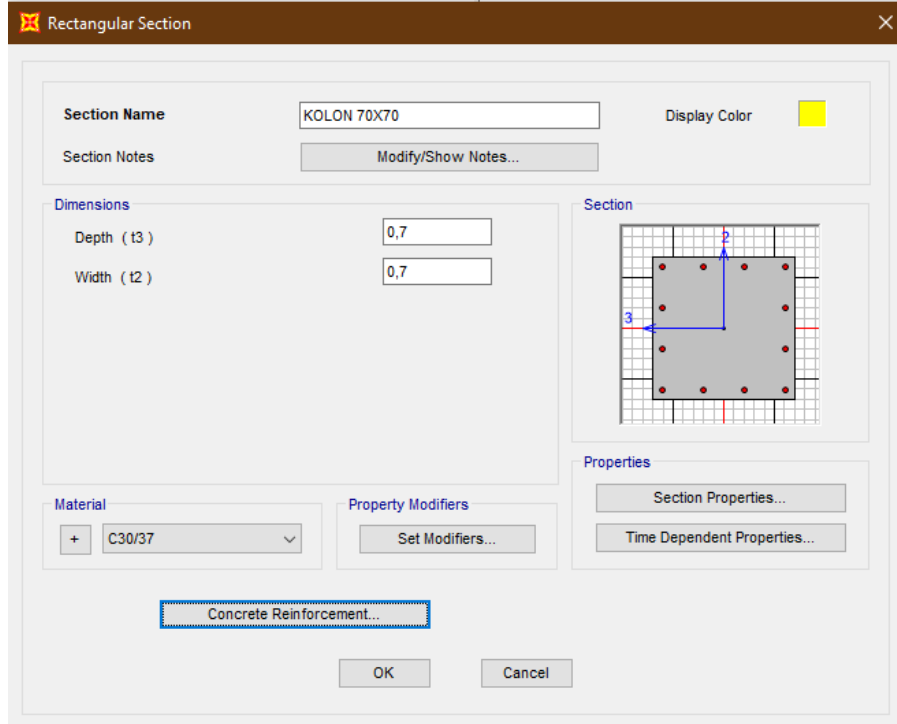 Rectangular Section
Section Name KOLON 70X70 Display Color
Section Notes Modify/Show Notes...
Dimensions
Depth ( t3 ) 0,7
Width ( t2 ) 0,7
Section
2
3
Properties
Section Properties...
Time Dependent Properties...
Material
+ C30/37
Property Modifiers
Set Modifiers...
Concrete Reinforcement...
OK Cancel